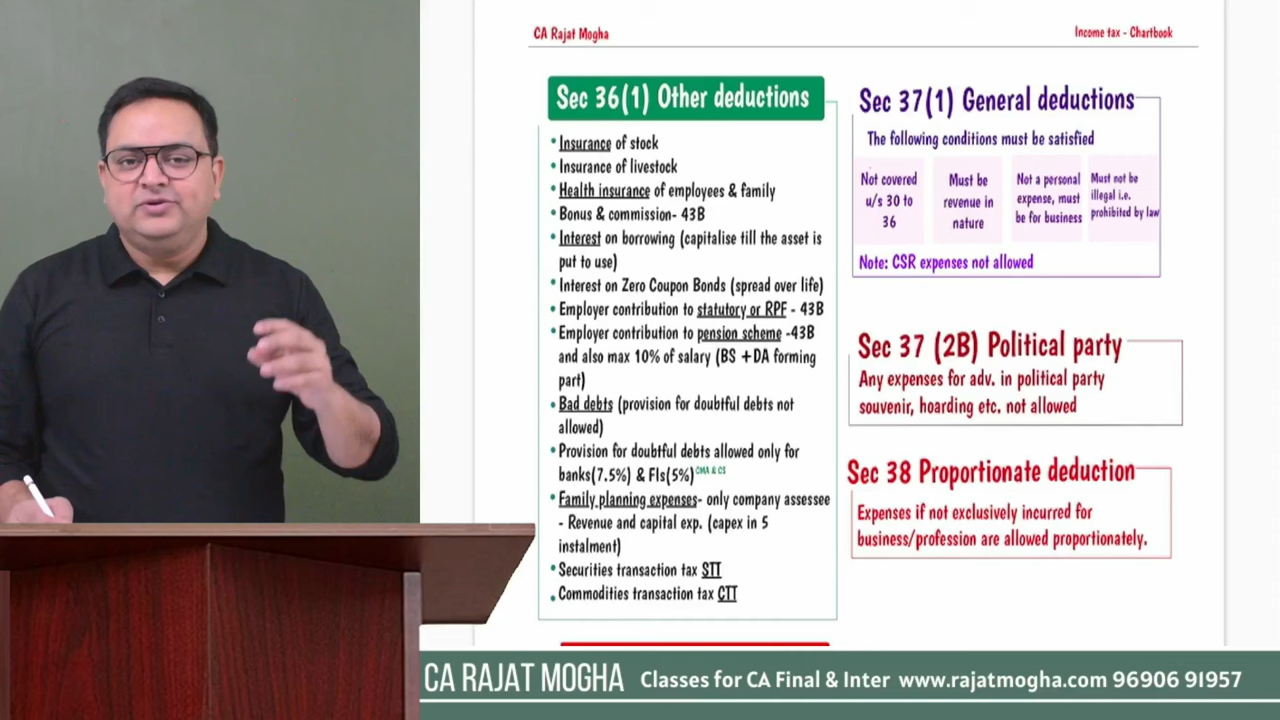 CA Rajat Mogha
Income tax - Chartbook
Sec 36(1) Other deductions
• Insurance of stock
• Insurance of livestock
• Health insurance of employees & family
• Bonus & commission- 43B
• Interest on borrowing (capitalise till the asset is
put to use)
• Interest on Zero Coupon Bonds (spread over life)
• Employer contribution to statutory or RPF - 43B
• Employer contribution to pension scheme -43B
and also max 10% of salary (BS +DA forming
part)
• Bad debts (provision for doubtful debts not
allowed)
• Provision for doubtful debts allowed only for
banks(7.5%) & FIs(5%) CMA & CS
• Family planning expenses- only company assessee
- Revenue and capital exp. (capex in 5
instalment)
• Securities transaction tax STT
• Commodities transaction tax CTT
Sec 37(1) General deductions
The following conditions must be satisfied
Not covered
u/s 30 to
36
Must be
revenue in
nature
Not a personal
expense, must
be for business
Must not be
illegal i.e.
prohibited by law
Note: CSR expenses not allowed
Sec 37 (2B) Political party
Any expenses for adv. in political party
souvenir, hoarding etc. not allowed
Sec 38 Proportionate deduction
Expenses if not exclusively incurred for
business/profession are allowed proportionately.
CA RAJAT MOGHA Classes for CA Final & Inter www.rajatmogha.com 96906 91957